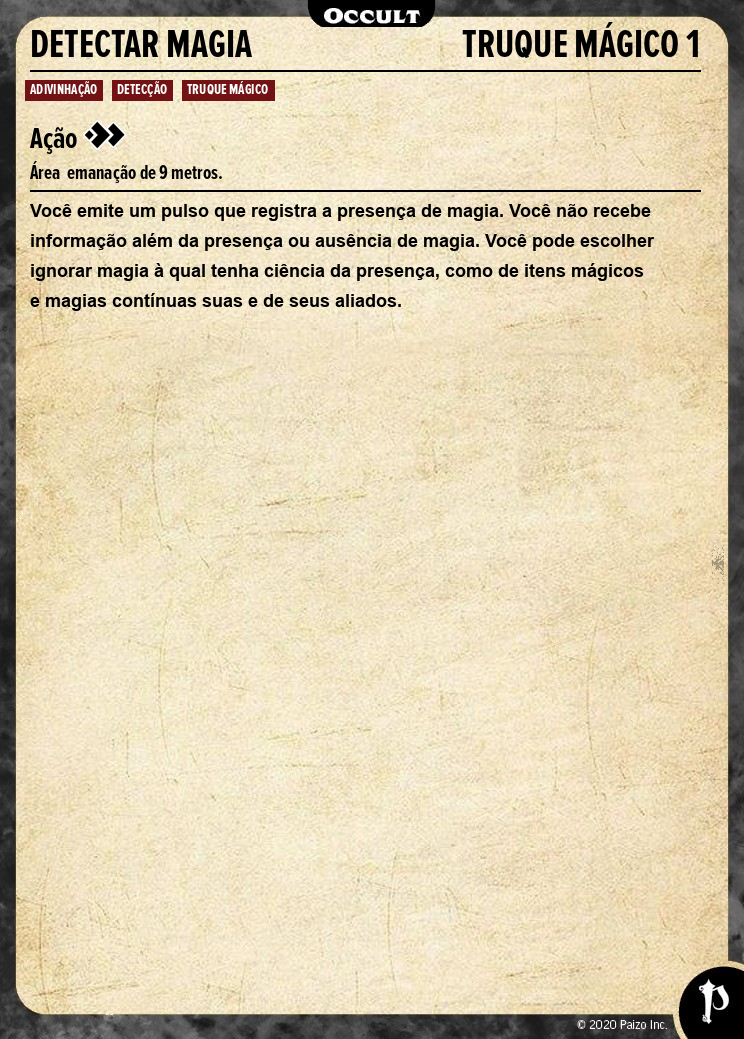 Occult
DETECTAR MAGIA TRUQUE MÁGICO 1
ADIVINHAÇÃO DETECÇÃO TRUQUE MÁGICO
Ação
Área emanação de 9 metros.
Você emite um pulso que registra a presença de magia. Você não recebe
informação além da presença ou ausência de magia. Você pode escolher
ignorar magia à qual tenha ciência da presença, como de itens mágicos
e magias contínuas suas e de seus aliados.
© 2020 Paizo Inc.